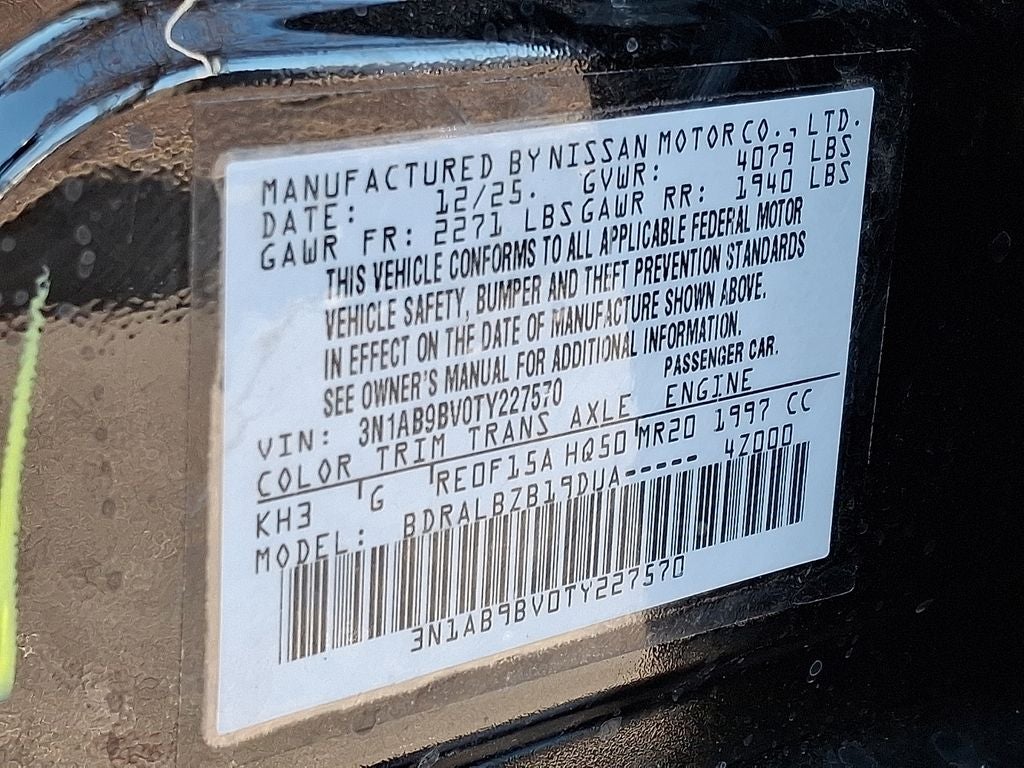 MANUFACTURED BY NISSAN MOTOR CO., LTD.
DATE: 12/25. GVWR: 4079 LBS
GAWR FR: 2271 LBS GAWR RR: 1940 LBS
THIS VEHICLE CONFORMS TO ALL APPLICABLE FEDERAL MOTOR
VEHICLE SAFETY, BUMPER AND THEFT PREVENTION STANDARDS
IN EFFECT ON THE DATE OF MANUFACTURE SHOWN ABOVE.
SEE OWNER'S MANUAL FOR ADDITIONAL INFORMATION.
VIN: 3N1AB9BV0TY227570 PASSENGER CAR.
COLOR TRIM TRANS AXLE ENGINE
KH3 G RE0F15A HQ50 MR20 1997 CC
MODEL: BDRALBZB19DUA----- 4Z000
3N1AB9BV0TY227570